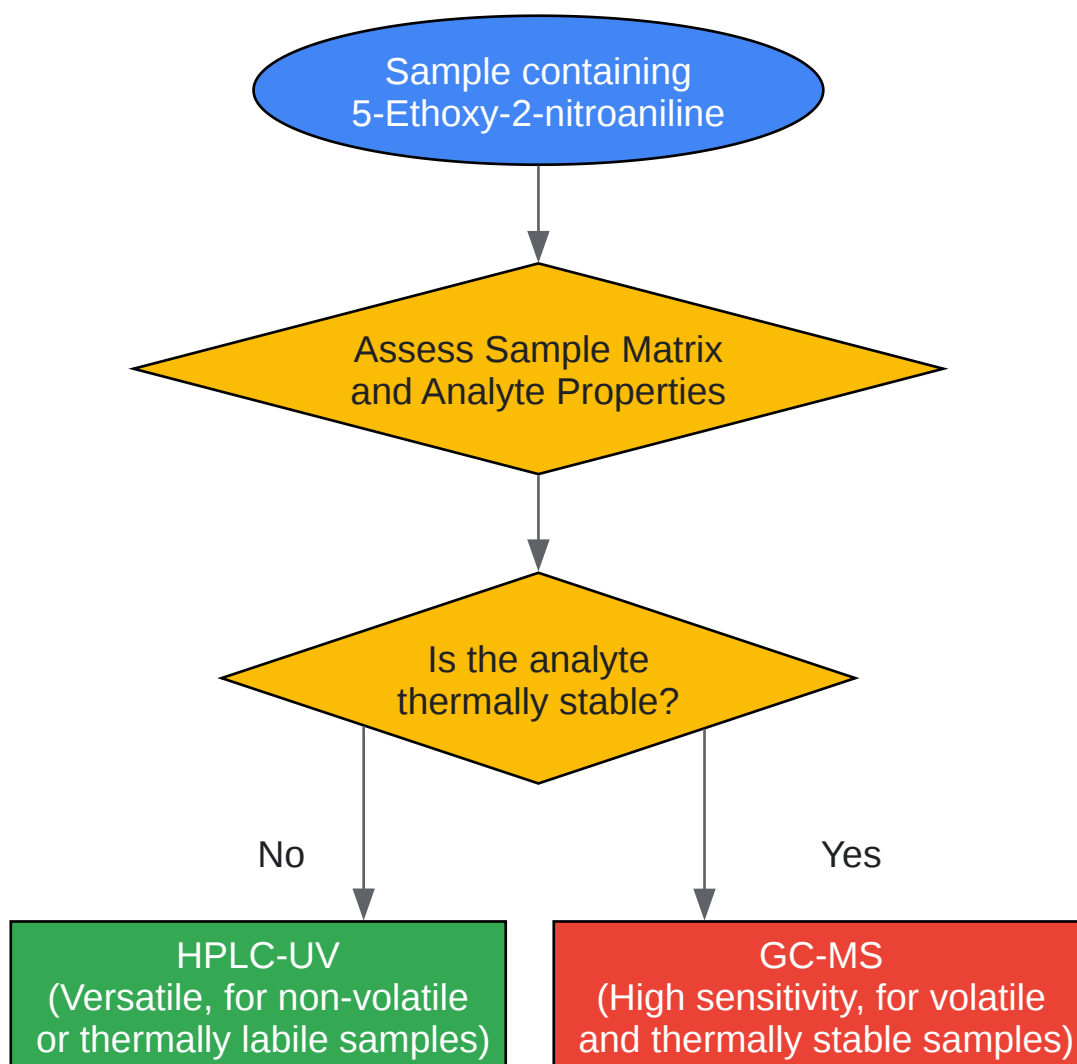 Sample containing
5-Ethoxy-2-nitroaniline
Assess Sample Matrix
and Analyte Properties
Is the analyte
thermally stable?
No
Yes
HPLC-UV
(Versatile, for non-volatile
or thermally labile samples)
GC-MS
(High sensitivity, for volatile
and thermally stable samples)